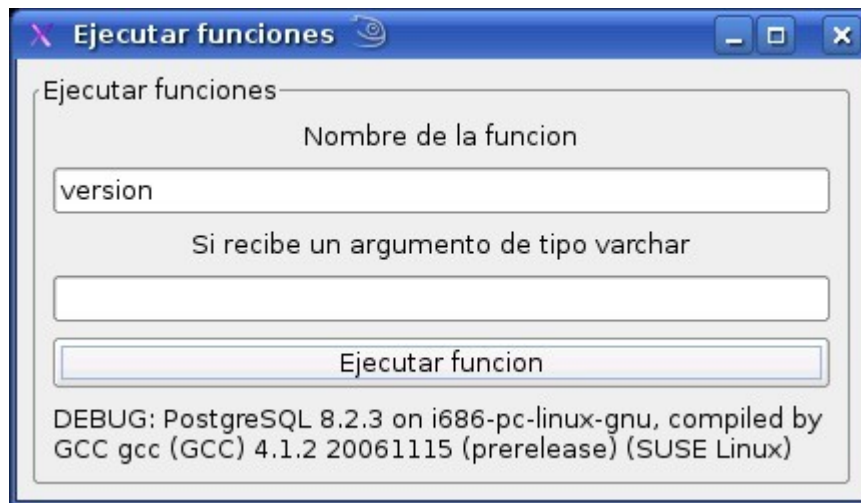 Ejecutar funciones
Ejecutar funciones
Nombre de la funcion
version
Si recibe un argumento de tipo varchar
Ejecutar funcion
DEBUG: PostgreSQL 8.2.3 on i686-pc-linux-gnu, compiled by
GCC gcc (GCC) 4.1.2 20061115 (prerelease) (SUSE Linux)